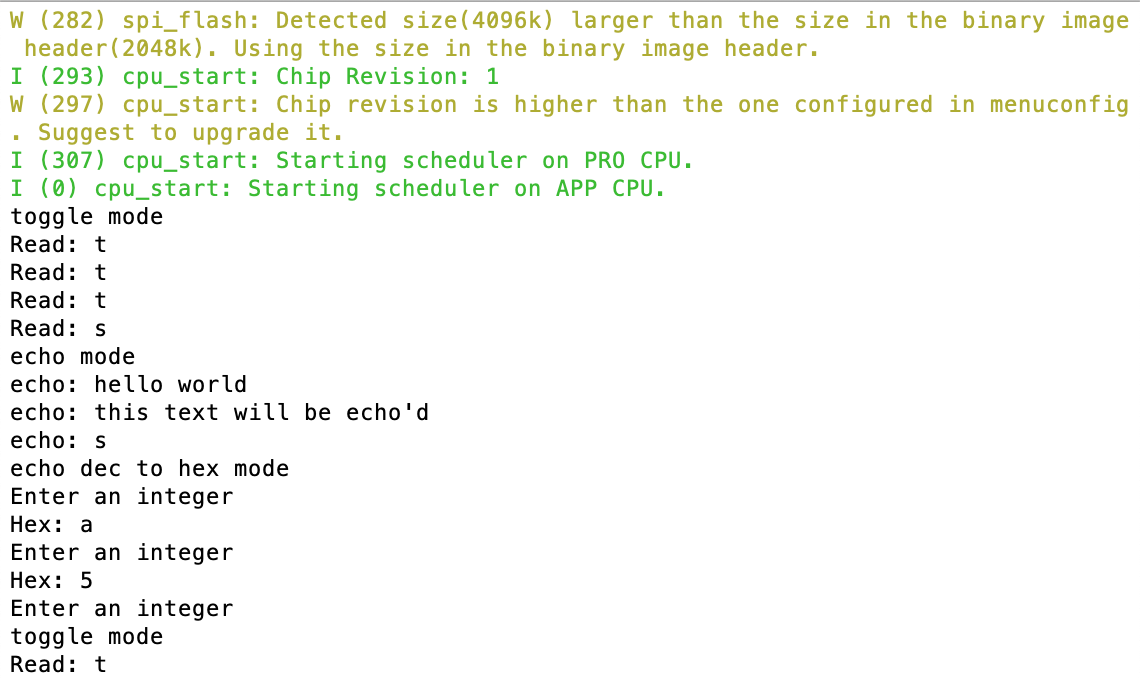 W (282) spi_flash: Detected size(4096k) larger than the size in the binary image
 header(2048k). Using the size in the binary image header.
I (293) cpu_start: Chip Revision: 1
W (297) cpu_start: Chip revision is higher than the one configured in menuconfig
. Suggest to upgrade it.
I (307) cpu_start: Starting scheduler on PRO CPU.
I (0) cpu_start: Starting scheduler on APP CPU.
toggle mode
Read: t
Read: t
Read: t
Read: s
echo mode
echo: hello world
echo: this text will be echo'd
echo: s
echo dec to hex mode
Enter an integer
Hex: a
Enter an integer
Hex: 5
Enter an integer
toggle mode
Read: t